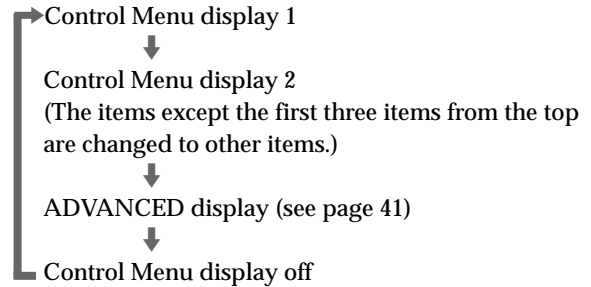 Control Menu display 1
Control Menu display 2
(The items except the first three items from the top
are changed to other items.)
ADVANCED display (see page 41)
Control Menu display off